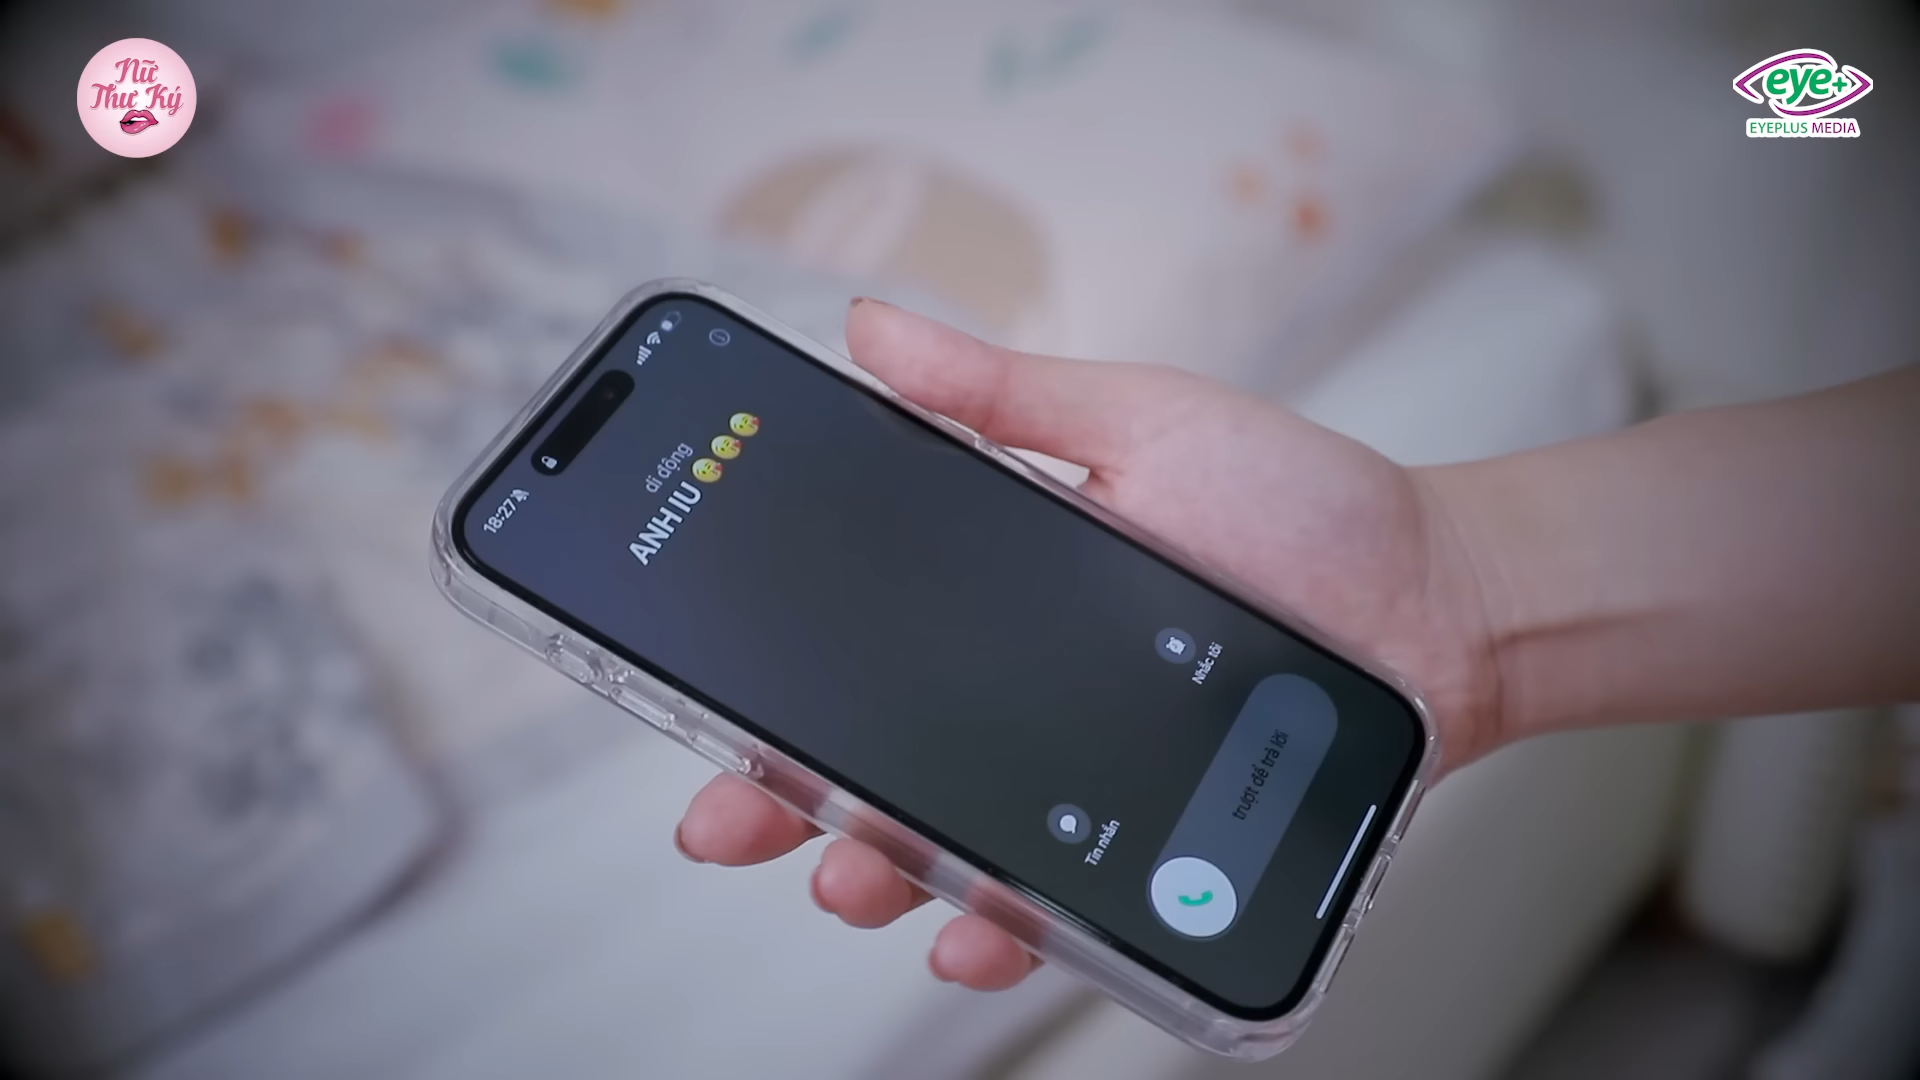 Nữ
Thư Ký
eye+
EYEPLUS MEDIA
18:27
di động
ANH IU 😘😘😘
Nhắc tôi
Tin nhắn
trượt để trả lời